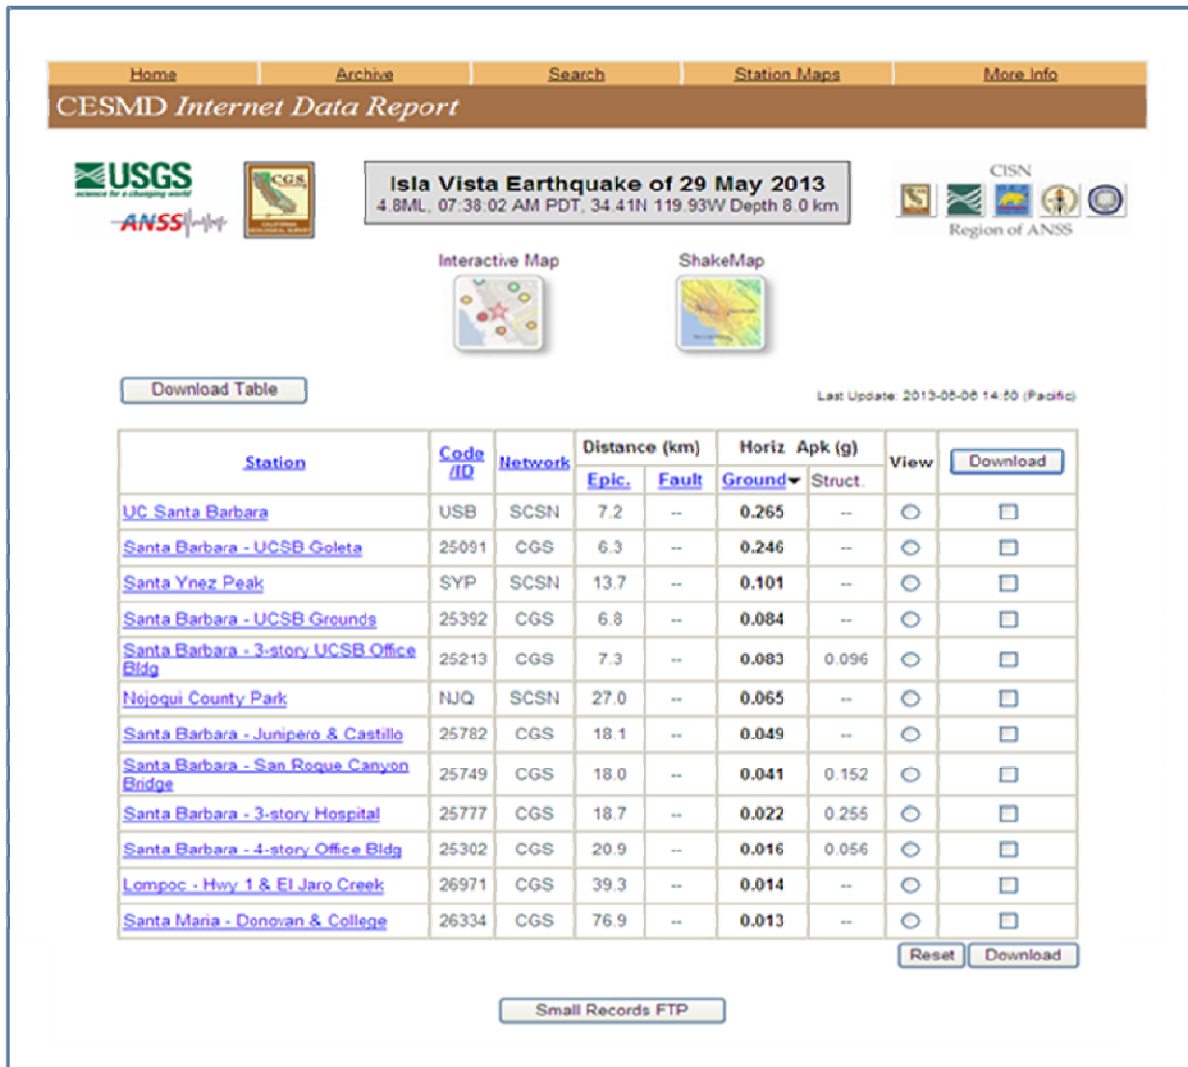 Home Archive Search Station Maps More Info
CESMD Internet Data Report
USGS
science for a changing world
ANSS
CGS
CALIFORNIA GEOLOGICAL SURVEY
Isla Vista Earthquake of 29 May 2013
4.8ML, 07:38:02 AM PDT, 34.41N 119.93W Depth 8.0 km
CISN
Region of ANSS
Interactive Map ShakeMap
Download Table
Last Update: 2013-06-06 14:50 (Pacific)
Station Code /ID Network Distance (km) Horiz Apk (g) View Download
Epic. Fault Ground Struct.
UC Santa Barbara USB SCSN 7.2 -- 0.265 --
Santa Barbara - UCSB Goleta 25091 CGS 6.3 -- 0.246 --
Santa Ynez Peak SYP SCSN 13.7 -- 0.101 --
Santa Barbara - UCSB Grounds 25392 CGS 6.8 -- 0.084 --
Santa Barbara - 3-story UCSB Office Bldg 25213 CGS 7.3 -- 0.083 0.096
Nojoqui County Park NJQ SCSN 27.0 -- 0.065 --
Santa Barbara - Junipero & Castillo 25782 CGS 18.1 -- 0.049 --
Santa Barbara - San Roque Canyon Bridge 25749 CGS 18.0 -- 0.041 0.152
Santa Barbara - 3-story Hospital 25777 CGS 18.7 -- 0.022 0.255
Santa Barbara - 4-story Office Bldg 25302 CGS 20.9 -- 0.016 0.056
Lompoc - Hwy 1 & El Jaro Creek 26971 CGS 39.3 -- 0.014 --
Santa Maria - Donovan & College 26334 CGS 76.9 -- 0.013 --
Reset Download
Small Records FTP